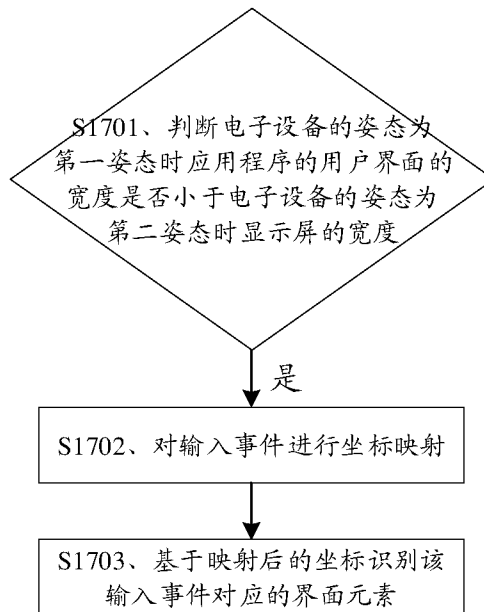 S1701、判断电子设备的姿态为
第一姿态时应用程序的用户界面的
宽度是否小于电子设备的姿态为
第二姿态时显示屏的宽度
是
S1702、对输入事件进行坐标映射
S1703、基于映射后的坐标识别该
输入事件对应的界面元素